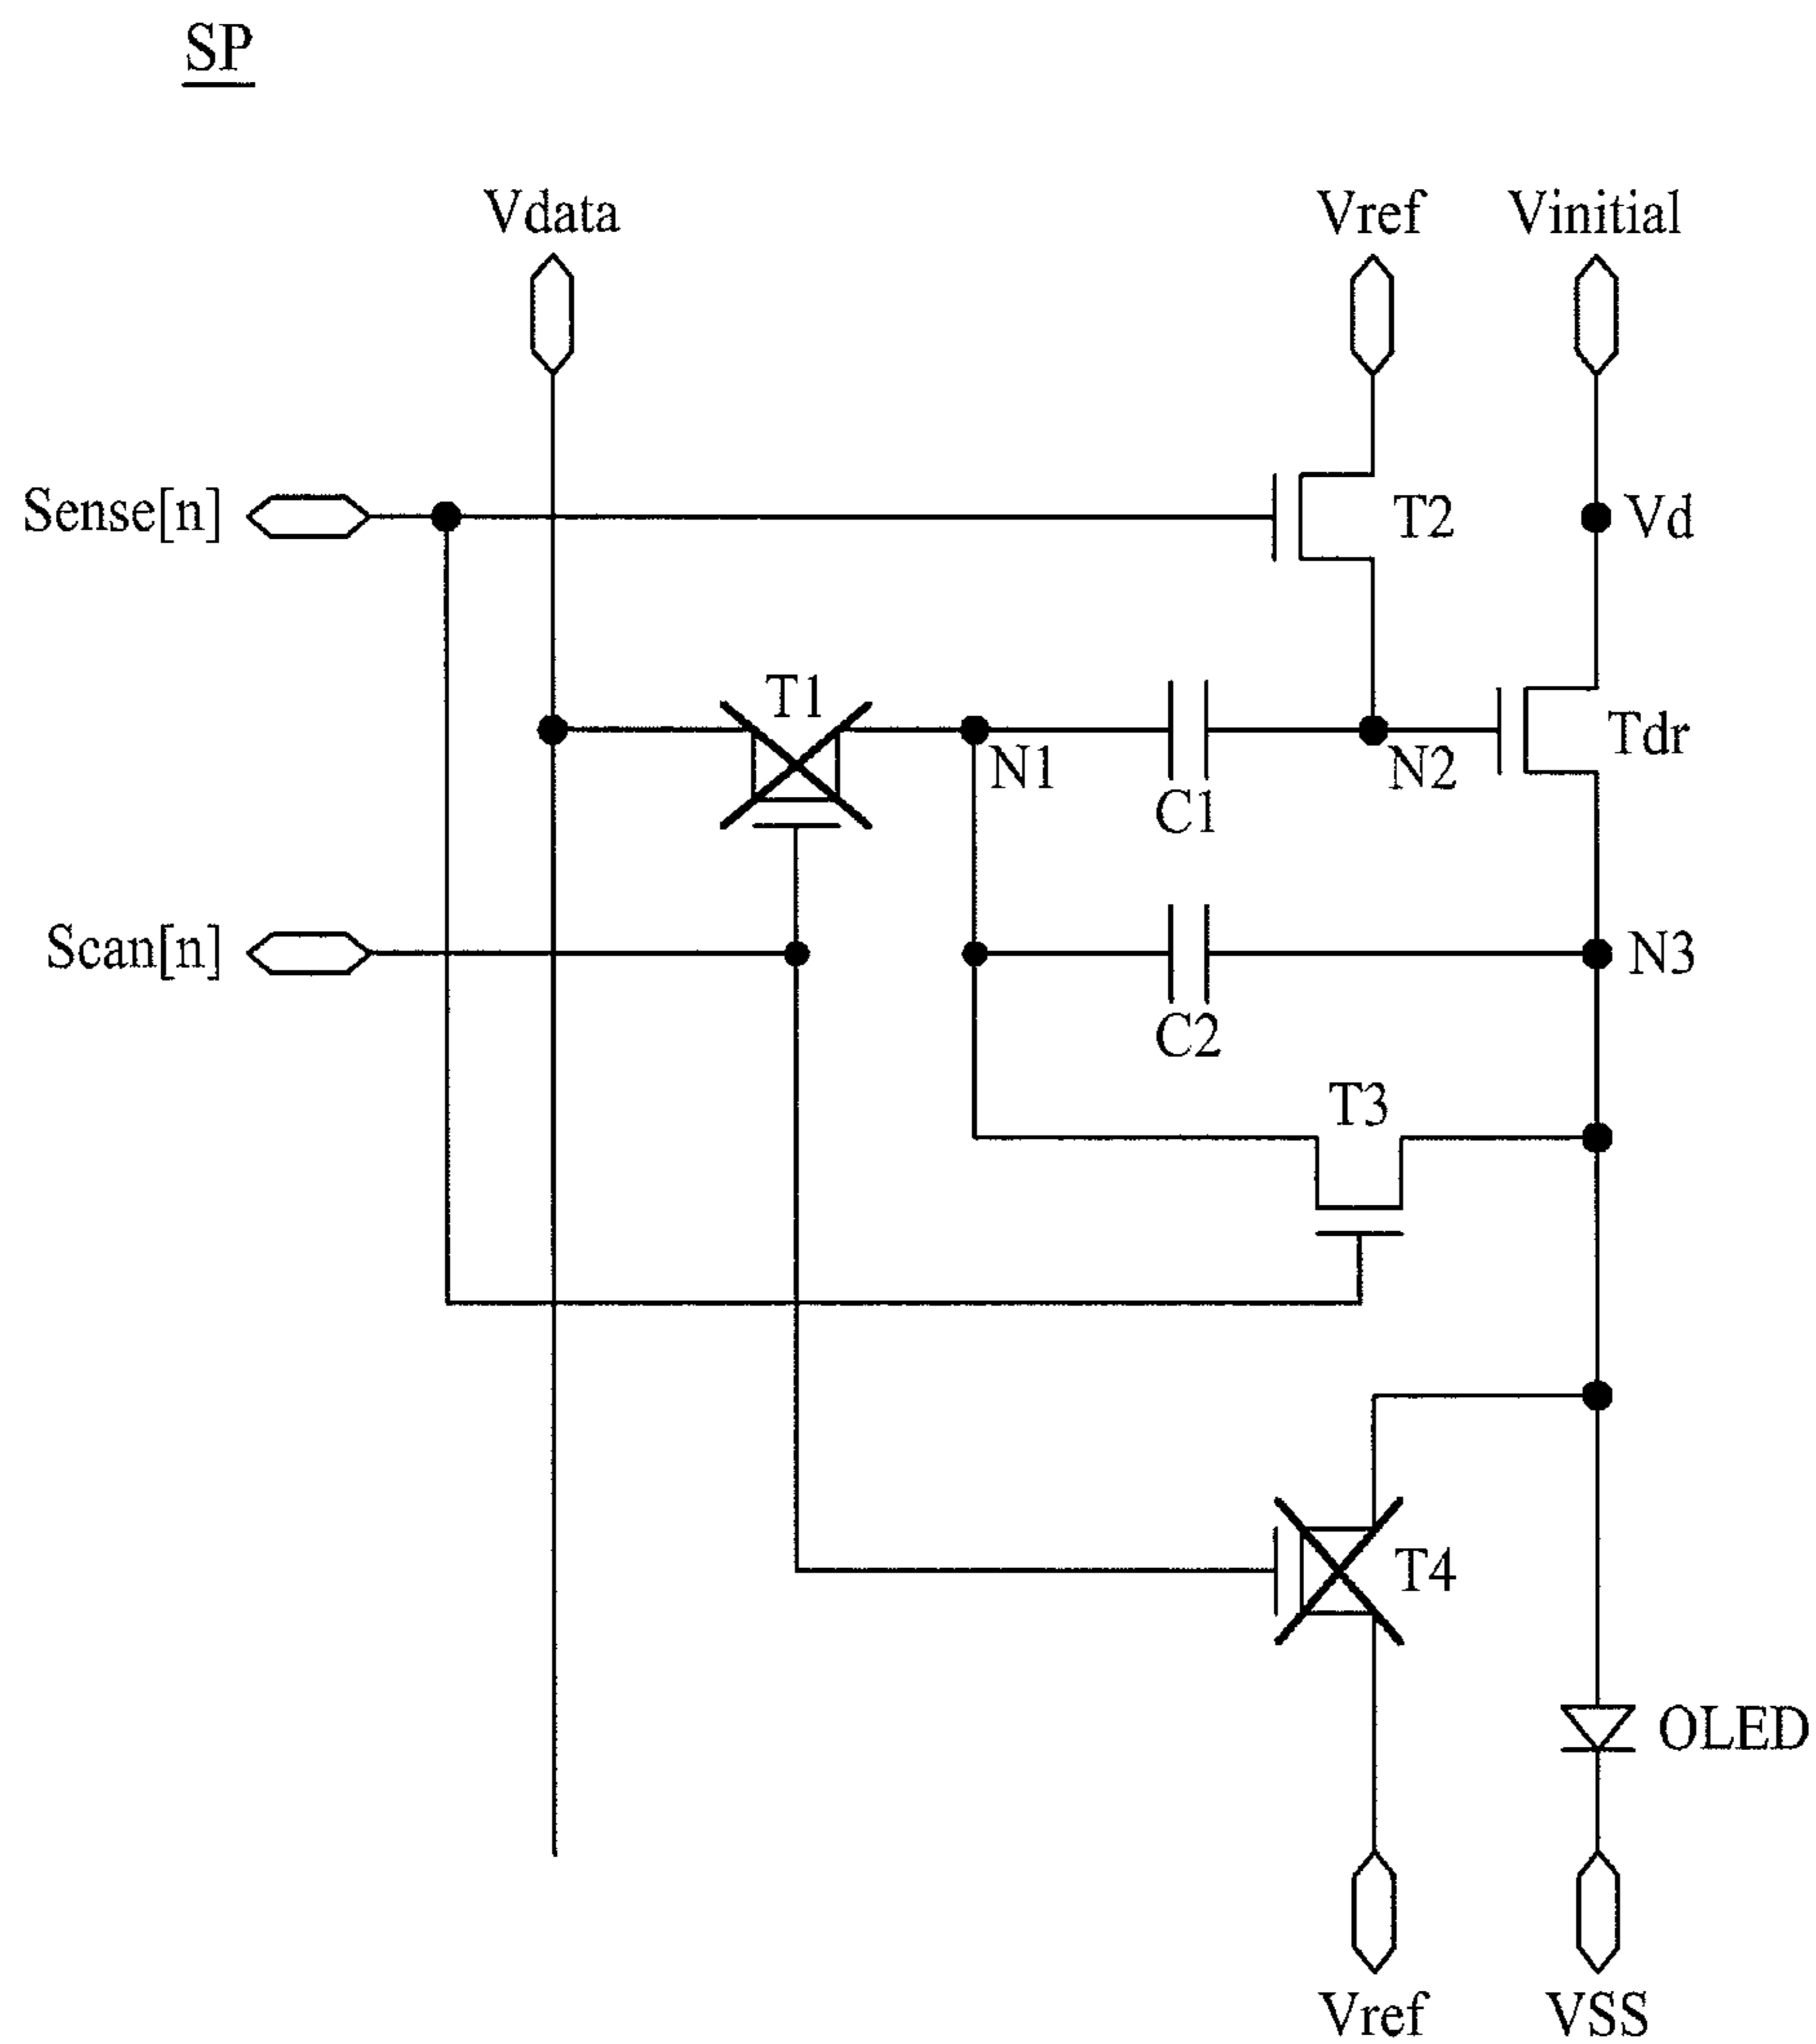 SP
Vdata
Vref
Vinitial
Sense[n]
T2
Vd
T1
Tdr
N1
N2
C1
Scan[n]
N3
C2
T3
T4
OLED
Vref
VSS